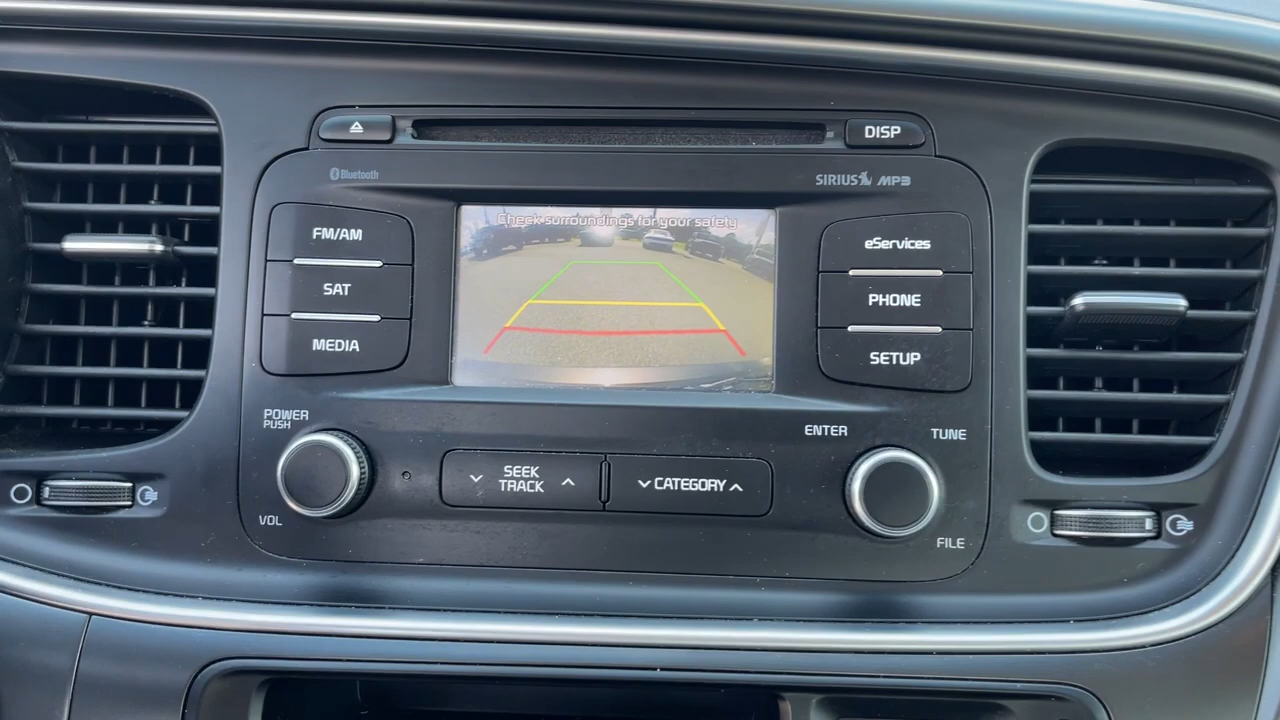 DISP
Bluetooth
SIRIUS MP3
Check surroundings for your safety
FM/AM
SAT
MEDIA
eServices
PHONE
SETUP
POWER
PUSH
VOL
SEEK
TRACK
CATEGORY
ENTER
TUNE
FILE